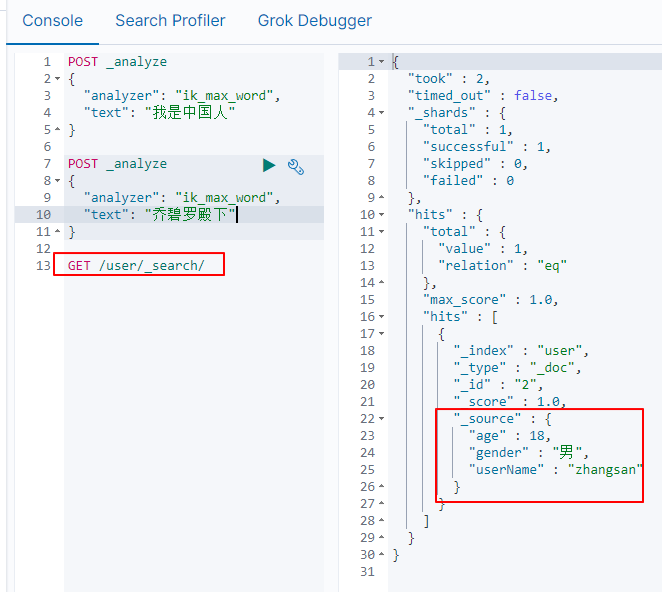 Console Search Profiler Grok Debugger
1 POST _analyze
2 {
3 "analyzer": "ik_max_word",
4 "text": "我是中国人"
5 }
6
7 POST _analyze
8 {
9 "analyzer": "ik_max_word",
10 "text": "乔碧罗殿下"
11 }
12
13 GET /user/_search/
1 {
2 "took" : 2,
3 "timed_out" : false,
4 "_shards" : {
5 "total" : 1,
6 "successful" : 1,
7 "skipped" : 0,
8 "failed" : 0
9 },
10 "hits" : {
11 "total" : {
12 "value" : 1,
13 "relation" : "eq"
14 },
15 "max_score" : 1.0,
16 "hits" : [
17 {
18 "_index" : "user",
19 "_type" : "_doc",
20 "_id" : "2",
21 "_score" : 1.0,
22 "_source" : {
23 "age" : 18,
24 "gender" : "男",
25 "userName" : "zhangsan"
26 }
27 }
28 ]
29 }
30 }
31